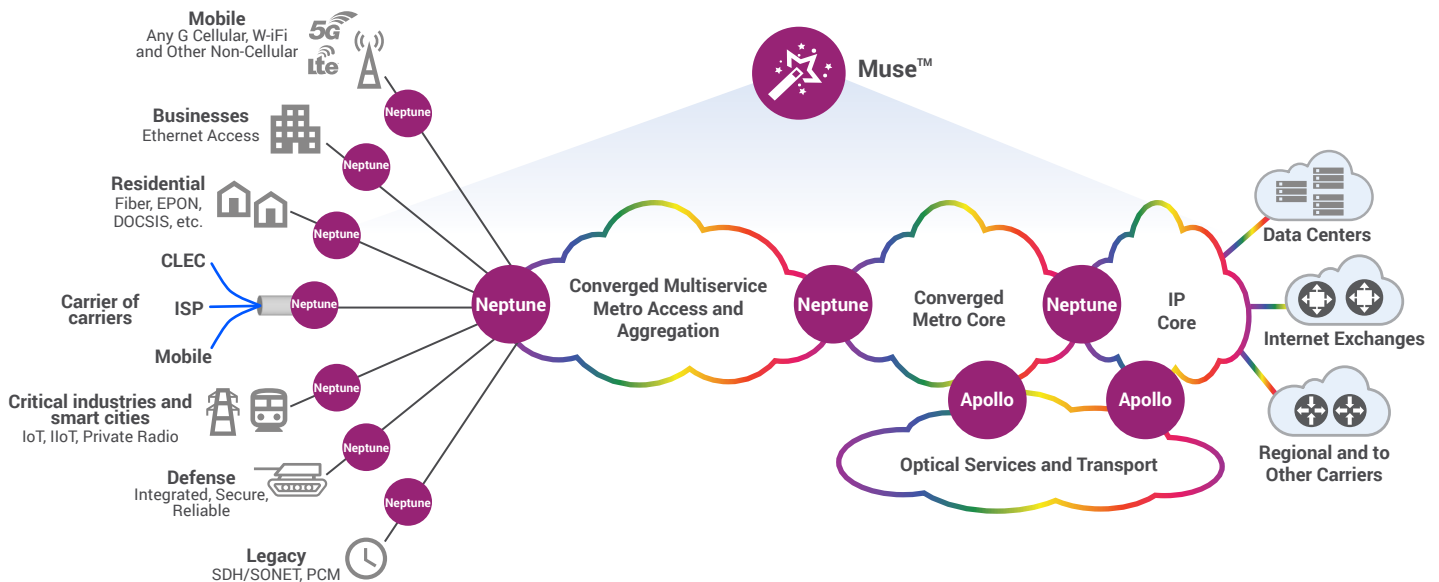 Mobile
Any G Cellular, W-iFi
and Other Non-Cellular
5G
lte
Neptune
Muse™
Businesses
Ethernet Access
Neptune
Residential
Fiber, EPON,
DOCSIS, etc.
Neptune
CLEC
Carrier of
carriers
ISP
Mobile
Neptune
Critical industries and
smart cities
IoT, IIoT, Private Radio
Neptune
Defense
Integrated, Secure,
Reliable
Neptune
Legacy
SDH/SONET, PCM
Neptune
Neptune
Converged Multiservice
Metro Access and
Aggregation
Neptune
Converged
Metro Core
Neptune
IP
Core
Apollo
Apollo
Optical Services and Transport
Data Centers
Internet Exchanges
Regional and to
Other Carriers